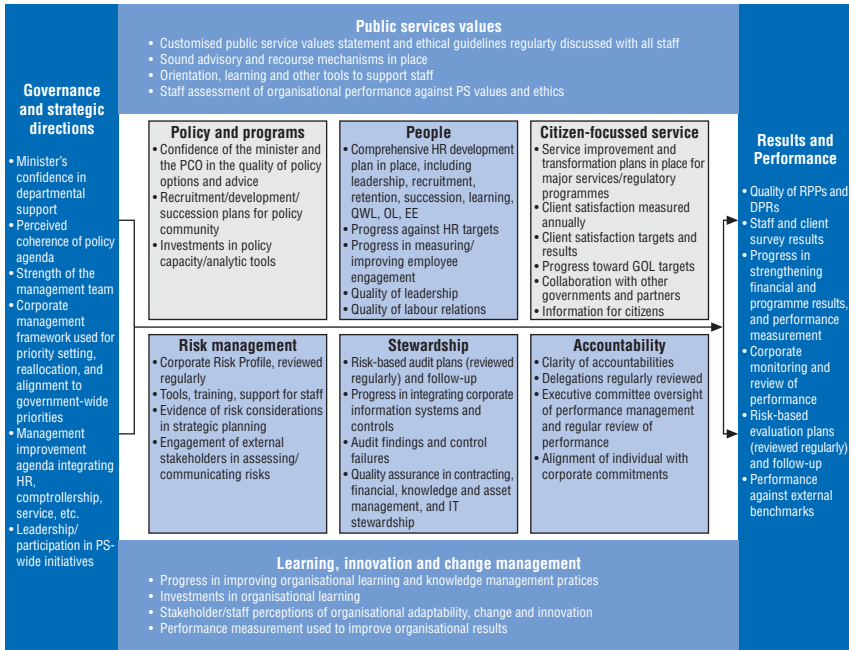 Public services values
• Customised public service values statement and ethical guidelines regularty discussed with all staff
• Sound advisory and recourse mechanisms in place
• Orientation, learning and other tools to support staff
• Staff assessment of organisational performance against PS values and ethics
Governance
and strategic
directions
• Minister's
confidence in
departmental
support
• Perceived
coherence of policy
agenda
• Strength of the
management team
• Corporate
management
framework used for
priority setting,
reallocation, and
alignment to
government-wide
priorities
• Management
improvement
agenda integrating
HR,
comptrollership,
service, etc.
• Leadership/
participation in PS-
wide initiatives
Policy and programs
• Confidence of the minister and
the PCO in the quality of policy
options and advice
• Recruitment/development/
succession plans for policy
community
• Investments in policy
capacity/analytic tools
People
• Comprehensive HR development
plan in place, including
leadership, recruitment,
retention, succession, learning,
QWL, OL, EE
• Progress against HR targets
• Progress in measuring/
improving employee
engagement
• Quality of leadership
• Quality of labour relations
Citizen-focussed service
• Service improvement and
transformation plans in place for
major services/regulatory
programmes
• Client satisfaction measured
annually
• Client satisfaction targets and
results
• Progress toward GOL targets
• Collaboration with other
governments and partners
• Information for citizens
Risk management
• Corporate Risk Profile, reviewed
regularly
• Tools, training, support for staff
• Evidence of risk considerations
in strategic planning
• Engagement of external
stakeholders in assessing/
communicating risks
Stewardship
• Risk-based audit plans (reviewed
regularly) and follow-up
• Progress in integrating corporate
information systems and
controls
• Audit findings and control
failures
• Quality assurance in contracting,
financial, knowledge and asset
management, and IT
stewardship
Accountability
• Clarity of accountabilities
• Delegations regularly reviewed
• Executive committee oversight
of performance management
and regular review of
performance
• Alignment of individual with
corporate commitments
Results and
Performance
• Quality of RPPs and
DPRs
• Staff and client
survey results
• Progress in
strengthening
financial and
programme results,
and performance
measurement
• Corporate
monitoring and
review of
performance
• Risk-based
evaluation plans
(reviewed regularly)
and follow-up
• Performance
against external
benchmarks
Learning, innovation and change management
• Progress in improving organisational learning and knowledge management pratices
• Investments in organisational learning
• Stakeholder/staff perceptions of organisational adaptability, change and innovation
• Performance measurement used to improve organisational results